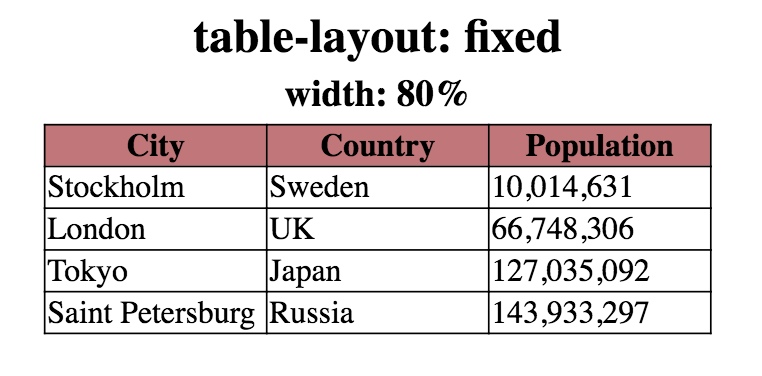 table-layout: fixed
width: 80%
City Country Population
Stockholm Sweden 10,014,631
London UK 66,748,306
Tokyo Japan 127,035,092
Saint Petersburg Russia 143,933,297